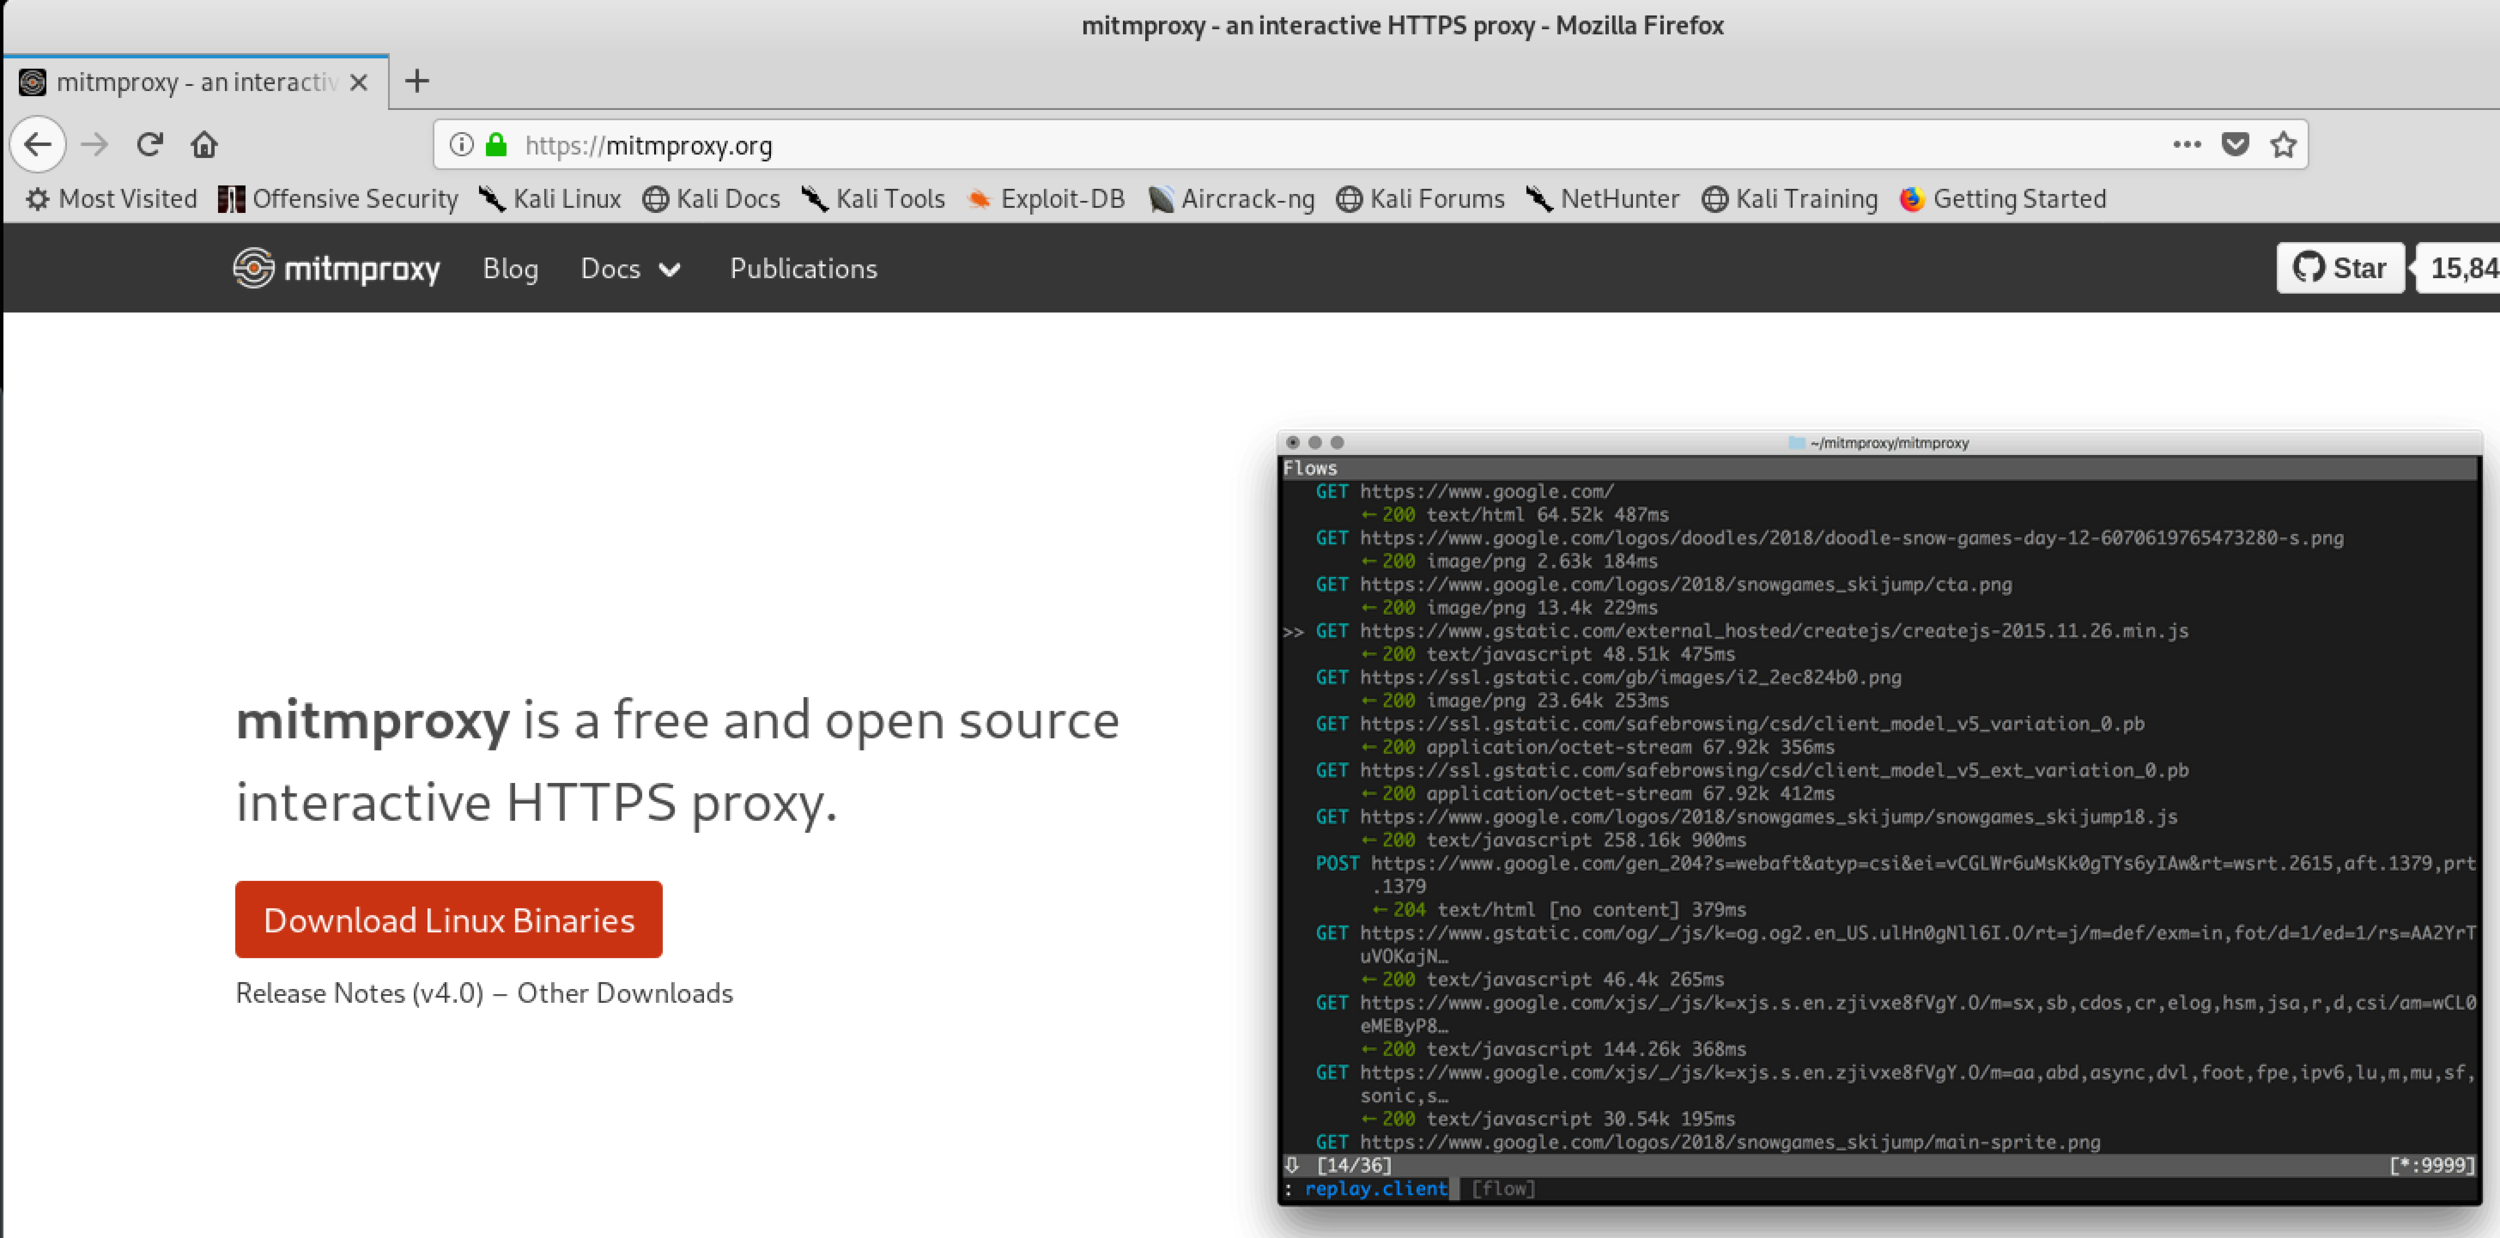 mitmproxy - an interactive HTTPS proxy - Mozilla Firefox
mitmproxy - an interactiv
https://mitmproxy.org
Most Visited Offensive Security Kali Linux Kali Docs Kali Tools Exploit-DB Aircrack-ng Kali Forums NetHunter Kali Training Getting Started
mitmproxy Blog Docs Publications Star 15,84
~/mitmproxy/mitmproxy
Flows
GET https://www.google.com/
← 200 text/html 64.52k 487ms
GET https://www.google.com/logos/doodles/2018/doodle-snow-games-day-12-6070619765473280-s.png
← 200 image/png 2.63k 184ms
GET https://www.google.com/logos/2018/snowgames_skijump/cta.png
← 200 image/png 13.4k 229ms
>> GET https://www.gstatic.com/external_hosted/createjs/createjs-2015.11.26.min.js
← 200 text/javascript 48.51k 475ms
GET https://ssl.gstatic.com/gb/images/i2_2ec824b0.png
← 200 image/png 23.64k 253ms
GET https://ssl.gstatic.com/safebrowsing/csd/client_model_v5_variation_0.pb
← 200 application/octet-stream 67.92k 356ms
GET https://ssl.gstatic.com/safebrowsing/csd/client_model_v5_ext_variation_0.pb
← 200 application/octet-stream 67.92k 412ms
GET https://www.google.com/logos/2018/snowgames_skijump/snowgames_skijump18.js
← 200 text/javascript 258.16k 900ms
POST https://www.google.com/gen_204?s=webaft&atyp=csi&ei=vCGLWr6uMsKk0gTYs6yIAw&rt=wsrt.2615,aft.1379,prt
.1379
← 204 text/html [no content] 379ms
GET https://www.gstatic.com/og/_/js/k=og.og2.en_US.ulHn0gNll6I.O/rt=j/m=def/exm=in,fot/d=1/ed=1/rs=AA2YrT
uVOKajN…
← 200 text/javascript 46.4k 265ms
GET https://www.google.com/xjs/_/js/k=xjs.s.en.zjivxe8fVgY.O/m=sx,sb,cdos,cr,elog,hsm,jsa,r,d,csi/am=wCL0
eMEByP8…
← 200 text/javascript 144.26k 368ms
GET https://www.google.com/xjs/_/js/k=xjs.s.en.zjivxe8fVgY.O/m=aa,abd,async,dvl,foot,fpe,ipv6,lu,m,mu,sf,
sonic,s…
← 200 text/javascript 30.54k 195ms
GET https://www.google.com/logos/2018/snowgames_skijump/main-sprite.png
⇩ [14/36] [*:9999]
: replay.client [flow]
mitmproxy is a free and open source
interactive HTTPS proxy.
Download Linux Binaries
Release Notes (v4.0) – Other Downloads